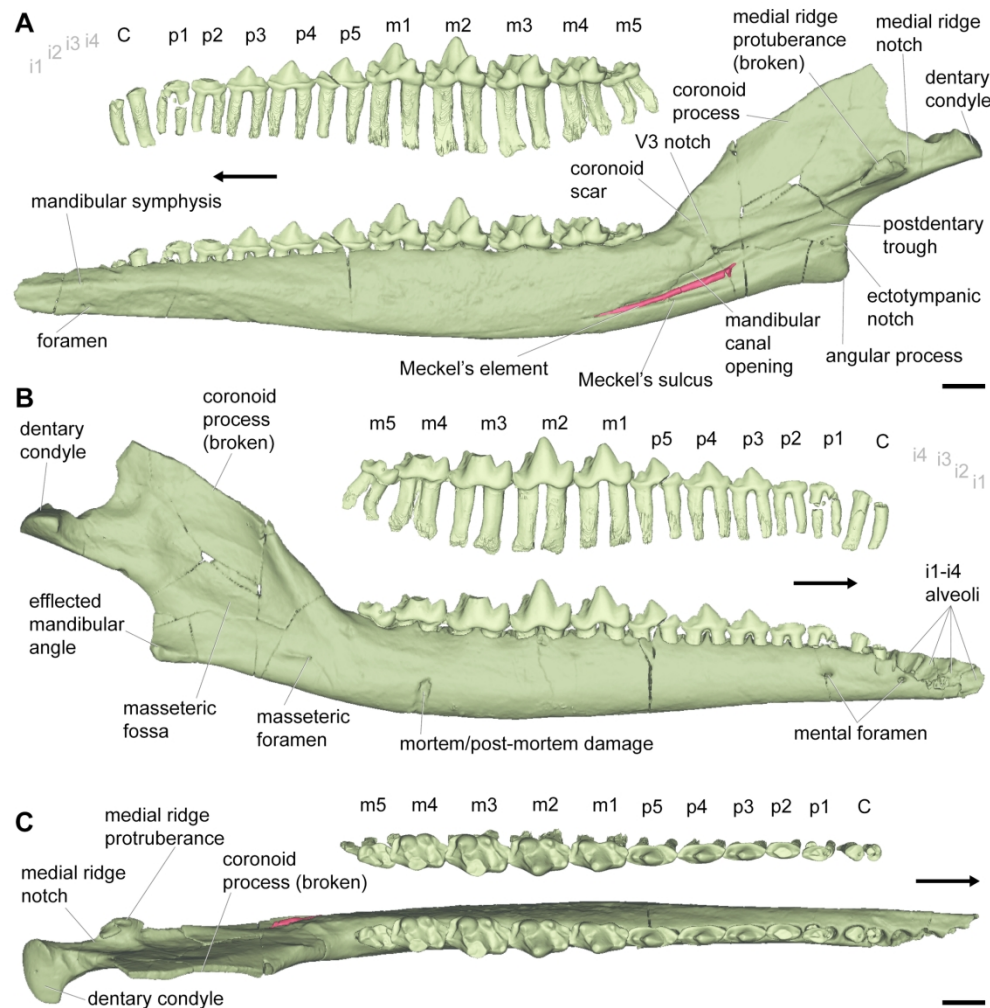 A
i1 i2 i3 i4 C p1 p2 p3 p4 p5 m1 m2 m3 m4 m5
medial ridge
protuberance
(broken)
medial ridge
notch
dentary
condyle
coronoid
process
V3 notch
coronoid
scar
mandibular symphysis
postdentary
trough
foramen
ectotympanic
notch
mandibular
canal
opening
angular process
Meckel's element
Meckel's sulcus
B
coronoid
process
(broken)
dentary
condyle
m5 m4 m3 m2 m1 p5 p4 p3 p2 p1 C i4 i3 i2 i1
i1-i4
alveoli
efflected
mandibular
angle
masseteric
fossa
masseteric
foramen
mortem/post-mortem damage
mental foramen
C
medial ridge
protruberance
m5 m4 m3 m2 m1 p5 p4 p3 p2 p1 C
coronoid
process (broken)
medial ridge
notch
dentary condyle